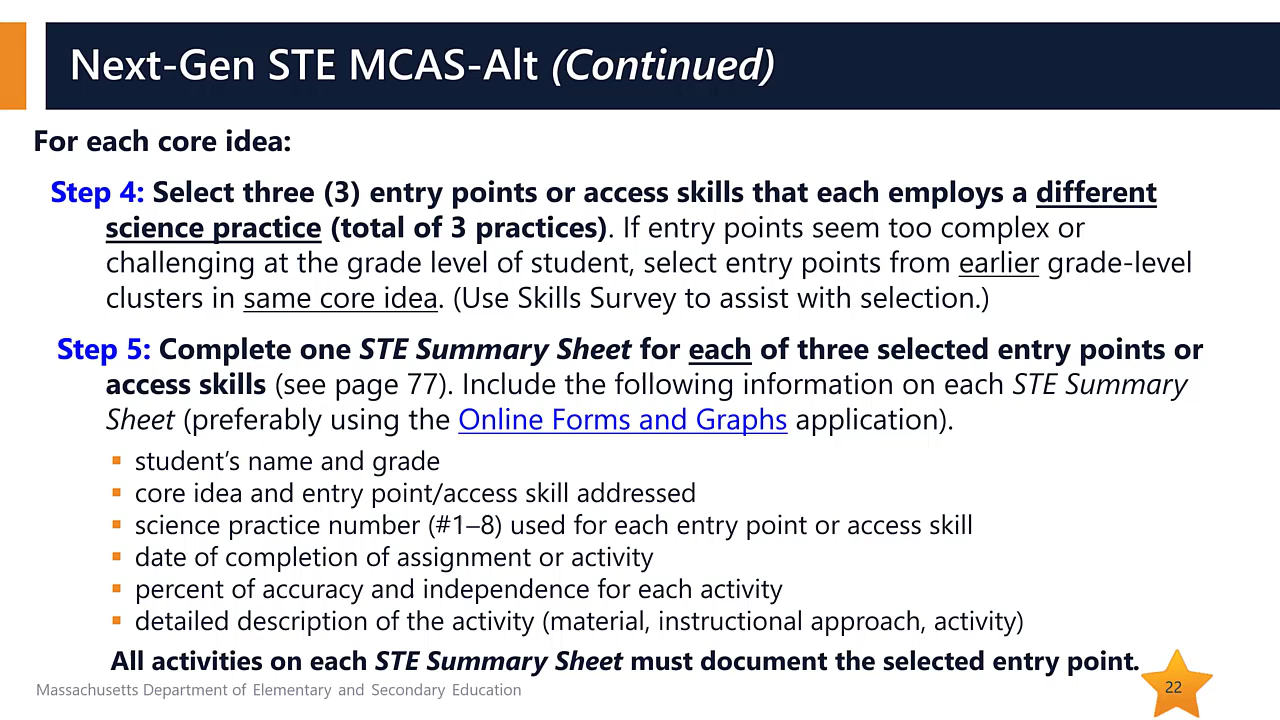 Next-Gen STE MCAS-Alt (Continued)
For each core idea:
Step 4: Select three (3) entry points or access skills that each employs a different
science practice (total of 3 practices). If entry points seem too complex or
challenging at the grade level of student, select entry points from earlier grade-level
clusters in same core idea. (Use Skills Survey to assist with selection.)
Step 5: Complete one STE Summary Sheet for each of three selected entry points or
access skills (see page 77). Include the following information on each STE Summary
Sheet (preferably using the Online Forms and Graphs application).
▪ student’s name and grade
▪ core idea and entry point/access skill addressed
▪ science practice number (#1–8) used for each entry point or access skill
▪ date of completion of assignment or activity
▪ percent of accuracy and independence for each activity
▪ detailed description of the activity (material, instructional approach, activity)
All activities on each STE Summary Sheet must document the selected entry point.
Massachusetts Department of Elementary and Secondary Education
22